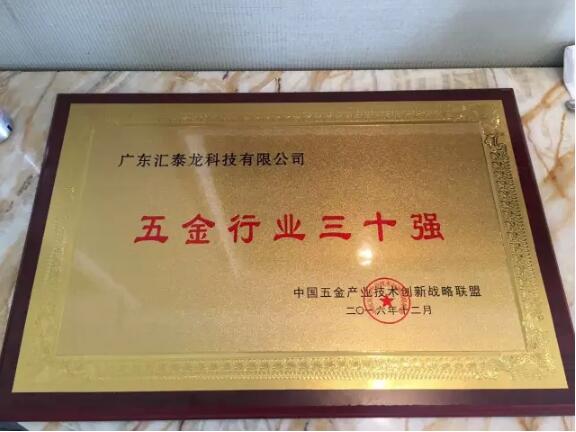 广东汇泰龙科技有限公司
五金行业三十强
中国五金产业技术创新战略联盟
二〇一六年十二月